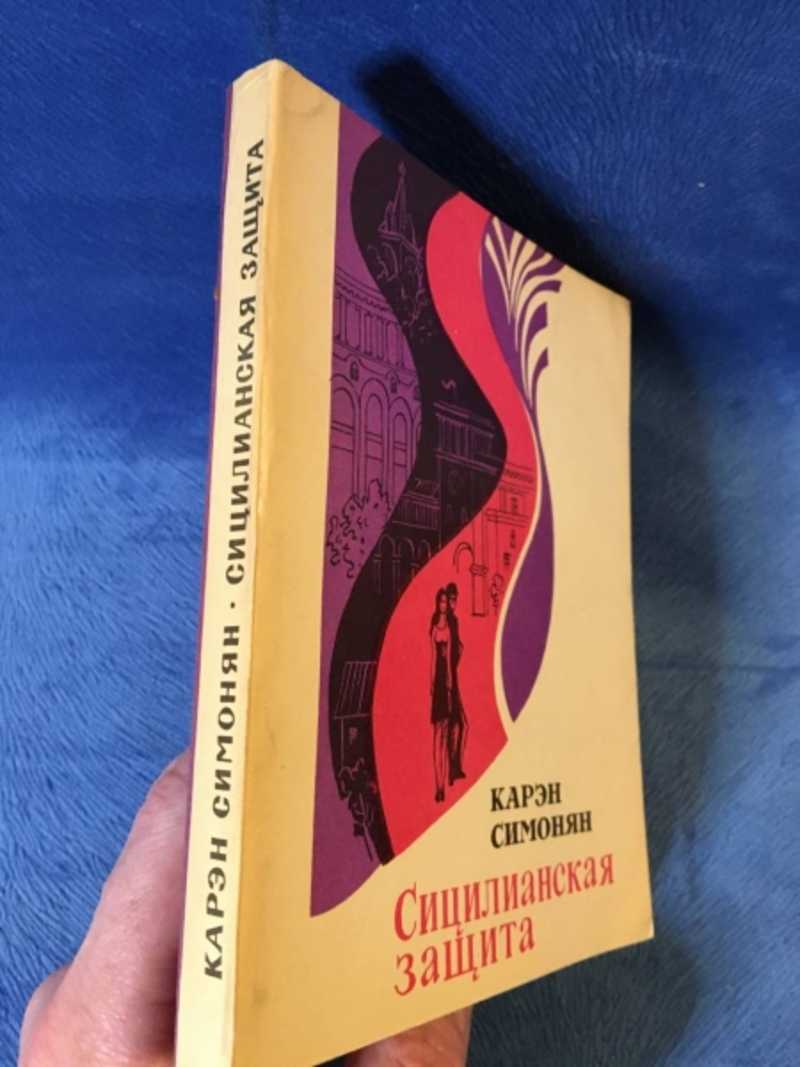 КАРЭН СИМОНЯН · СИЦИЛИАНСКАЯ ЗАЩИТА
КАРЭН
СИМОНЯН
Сицилианская
защита